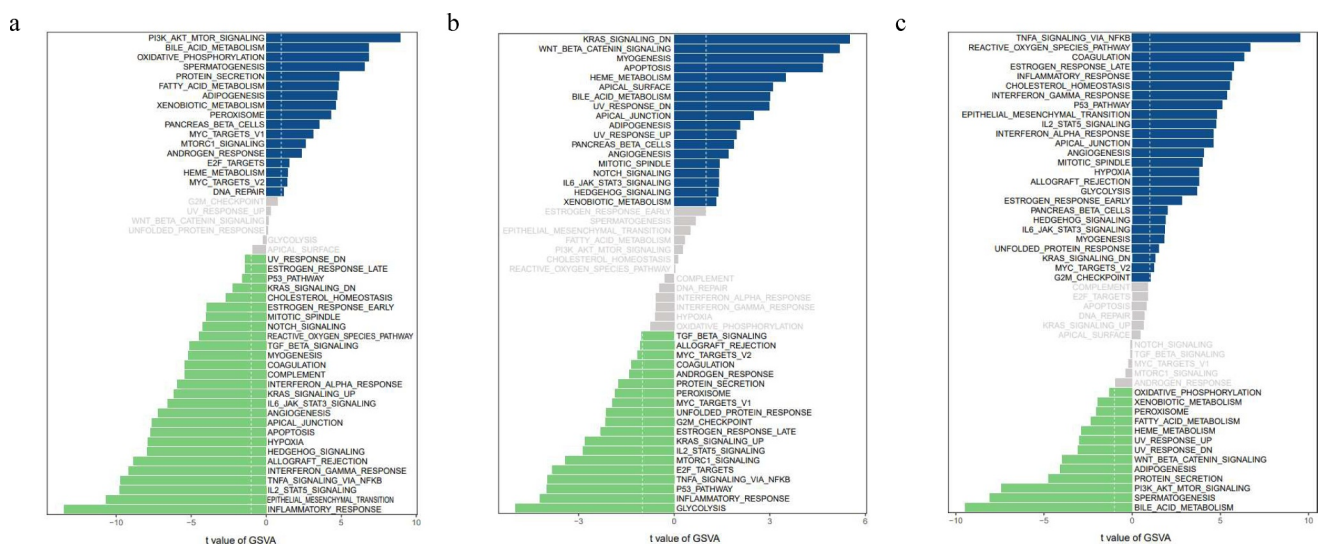 a
PI3K_AKT_MTOR_SIGNALING
BILE_ACID_METABOLISM
OXIDATIVE_PHOSPHORYLATION
SPERMATOGENESIS
PROTEIN_SECRETION
FATTY_ACID_METABOLISM
ADIPOGENESIS
XENOBIOTIC_METABOLISM
PEROXISOME
PANCREAS_BETA_CELLS
MYC_TARGETS_V1
MTORC1_SIGNALING
ANDROGEN_RESPONSE
E2F_TARGETS
HEME_METABOLISM
MYC_TARGETS_V2
DNA_REPAIR
G2M_CHECKPOINT
UV_RESPONSE_UP
WNT_BETA_CATENIN_SIGNALING
UNFOLDED_PROTEIN_RESPONSE
GLYCOLYSIS
APICAL_SURFACE
UV_RESPONSE_DN
ESTROGEN_RESPONSE_LATE
P53_PATHWAY
KRAS_SIGNALING_DN
CHOLESTEROL_HOMEOSTASIS
ESTROGEN_RESPONSE_EARLY
MITOTIC_SPINDLE
NOTCH_SIGNALING
REACTIVE_OXYGEN_SPECIES_PATHWAY
TGF_BETA_SIGNALING
MYOGENESIS
COAGULATION
COMPLEMENT
INTERFERON_ALPHA_RESPONSE
KRAS_SIGNALING_UP
IL6_JAK_STAT3_SIGNALING
ANGIOGENESIS
APICAL_JUNCTION
APOPTOSIS
HYPOXIA
HEDGEHOG_SIGNALING
ALLOGRAFT_REJECTION
INTERFERON_GAMMA_RESPONSE
TNFA_SIGNALING_VIA_NFKB
IL2_STAT5_SIGNALING
EPITHELIAL_MESENCHYMAL_TRANSITION
INFLAMMATORY_RESPONSE
−10 −5 0 5 10
t value of GSVA
b
KRAS_SIGNALING_DN
WNT_BETA_CATENIN_SIGNALING
MYOGENESIS
APOPTOSIS
HEME_METABOLISM
APICAL_SURFACE
BILE_ACID_METABOLISM
UV_RESPONSE_DN
APICAL_JUNCTION
ADIPOGENESIS
UV_RESPONSE_UP
PANCREAS_BETA_CELLS
ANGIOGENESIS
MITOTIC_SPINDLE
NOTCH_SIGNALING
IL6_JAK_STAT3_SIGNALING
HEDGEHOG_SIGNALING
XENOBIOTIC_METABOLISM
ESTROGEN_RESPONSE_EARLY
SPERMATOGENESIS
EPITHELIAL_MESENCHYMAL_TRANSITION
FATTY_ACID_METABOLISM
PI3K_AKT_MTOR_SIGNALING
CHOLESTEROL_HOMEOSTASIS
REACTIVE_OXYGEN_SPECIES_PATHWAY
COMPLEMENT
DNA_REPAIR
INTERFERON_ALPHA_RESPONSE
INTERFERON_GAMMA_RESPONSE
HYPOXIA
OXIDATIVE_PHOSPHORYLATION
TGF_BETA_SIGNALING
ALLOGRAFT_REJECTION
MYC_TARGETS_V2
COAGULATION
ANDROGEN_RESPONSE
PROTEIN_SECRETION
PEROXISOME
MYC_TARGETS_V1
UNFOLDED_PROTEIN_RESPONSE
G2M_CHECKPOINT
ESTROGEN_RESPONSE_LATE
KRAS_SIGNALING_UP
IL2_STAT5_SIGNALING
MTORC1_SIGNALING
E2F_TARGETS
TNFA_SIGNALING_VIA_NFKB
P53_PATHWAY
INFLAMMATORY_RESPONSE
GLYCOLYSIS
−3 0 3 6
t value of GSVA
c
TNFA_SIGNALING_VIA_NFKB
REACTIVE_OXYGEN_SPECIES_PATHWAY
COAGULATION
ESTROGEN_RESPONSE_LATE
INFLAMMATORY_RESPONSE
CHOLESTEROL_HOMEOSTASIS
INTERFERON_GAMMA_RESPONSE
P53_PATHWAY
EPITHELIAL_MESENCHYMAL_TRANSITION
IL2_STAT5_SIGNALING
INTERFERON_ALPHA_RESPONSE
APICAL_JUNCTION
ANGIOGENESIS
MITOTIC_SPINDLE
HYPOXIA
ALLOGRAFT_REJECTION
GLYCOLYSIS
ESTROGEN_RESPONSE_EARLY
PANCREAS_BETA_CELLS
HEDGEHOG_SIGNALING
IL6_JAK_STAT3_SIGNALING
MYOGENESIS
UNFOLDED_PROTEIN_RESPONSE
KRAS_SIGNALING_DN
MYC_TARGETS_V2
G2M_CHECKPOINT
COMPLEMENT
E2F_TARGETS
APOPTOSIS
DNA_REPAIR
KRAS_SIGNALING_UP
APICAL_SURFACE
NOTCH_SIGNALING
TGF_BETA_SIGNALING
MYC_TARGETS_V1
MTORC1_SIGNALING
ANDROGEN_RESPONSE
OXIDATIVE_PHOSPHORYLATION
XENOBIOTIC_METABOLISM
PEROXISOME
FATTY_ACID_METABOLISM
HEME_METABOLISM
UV_RESPONSE_UP
UV_RESPONSE_DN
WNT_BETA_CATENIN_SIGNALING
ADIPOGENESIS
PROTEIN_SECRETION
PI3K_AKT_MTOR_SIGNALING
SPERMATOGENESIS
BILE_ACID_METABOLISM
−10 −5 0 5 10
t value of GSVA